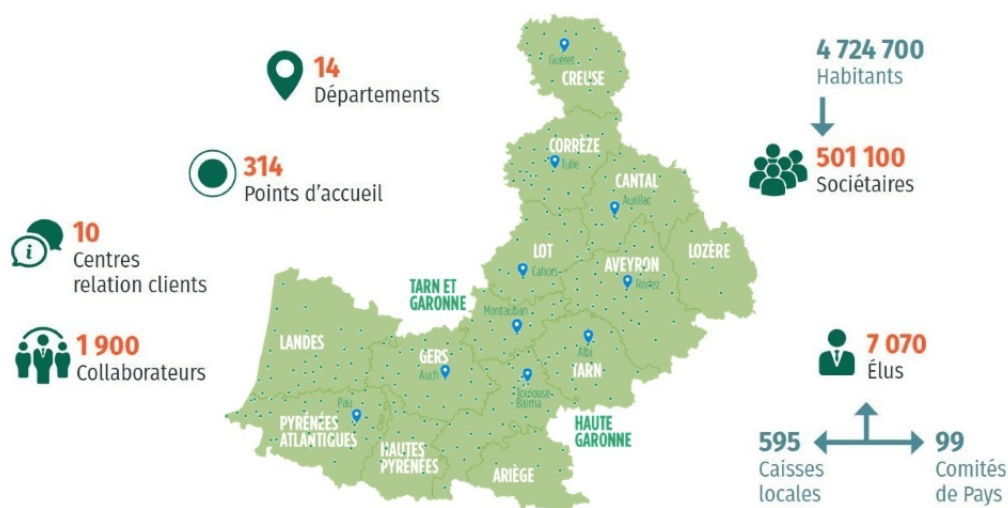 14
Départements
314
Points d'accueil
10
Centres
relation clients
1 900
Collaborateurs
4 724 700
Habitants
501 100
Sociétaires
7 070
Élus
595
Caisses
locales
99
Comités
de Pays
Guéret
CREUSE
CORRÈZE
Tulle
CANTAL
Aurillac
LOT
Cahors
AVEYRON
Rodez
LOZÈRE
TARN ET
GARONNE
Montauban
LANDES
GERS
Auch
Albi
TARN
Toulouse
Balma
HAUTE
GARONNE
Pau
PYRÉNÉES
ATLANTIQUES
HAUTES
PYRÉNÉES
ARIÈGE